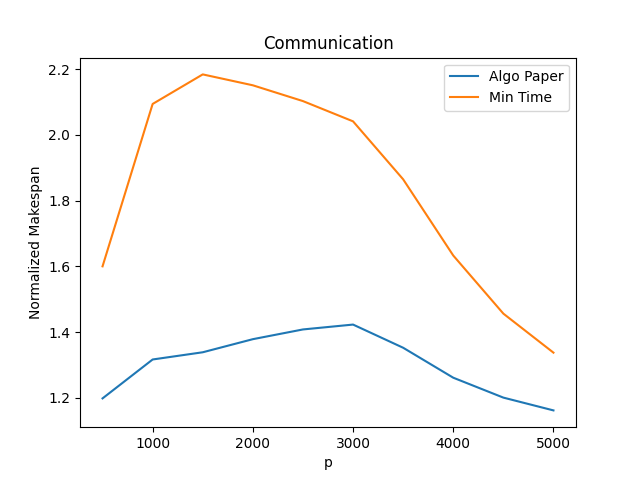 Communication
Algo Paper
Min Time
Normalized Makespan
2.2
2.0
1.8
1.6
1.4
1.2
1000 2000 3000 4000 5000
p